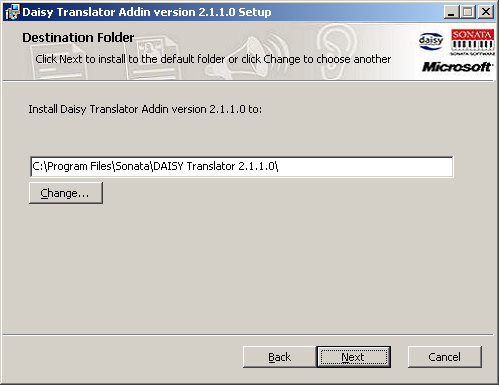 Daisy Translator Addin version 2.1.1.0 Setup
Destination Folder
Click Next to install to the default folder or click Change to choose another
daisy
SONATA
SONATA SOFTWARE
Microsoft
Install Daisy Translator Addin version 2.1.1.0 to:
C:\Program Files\Sonata\DAISY Translator 2.1.1.0\
Change...
Back Next Cancel